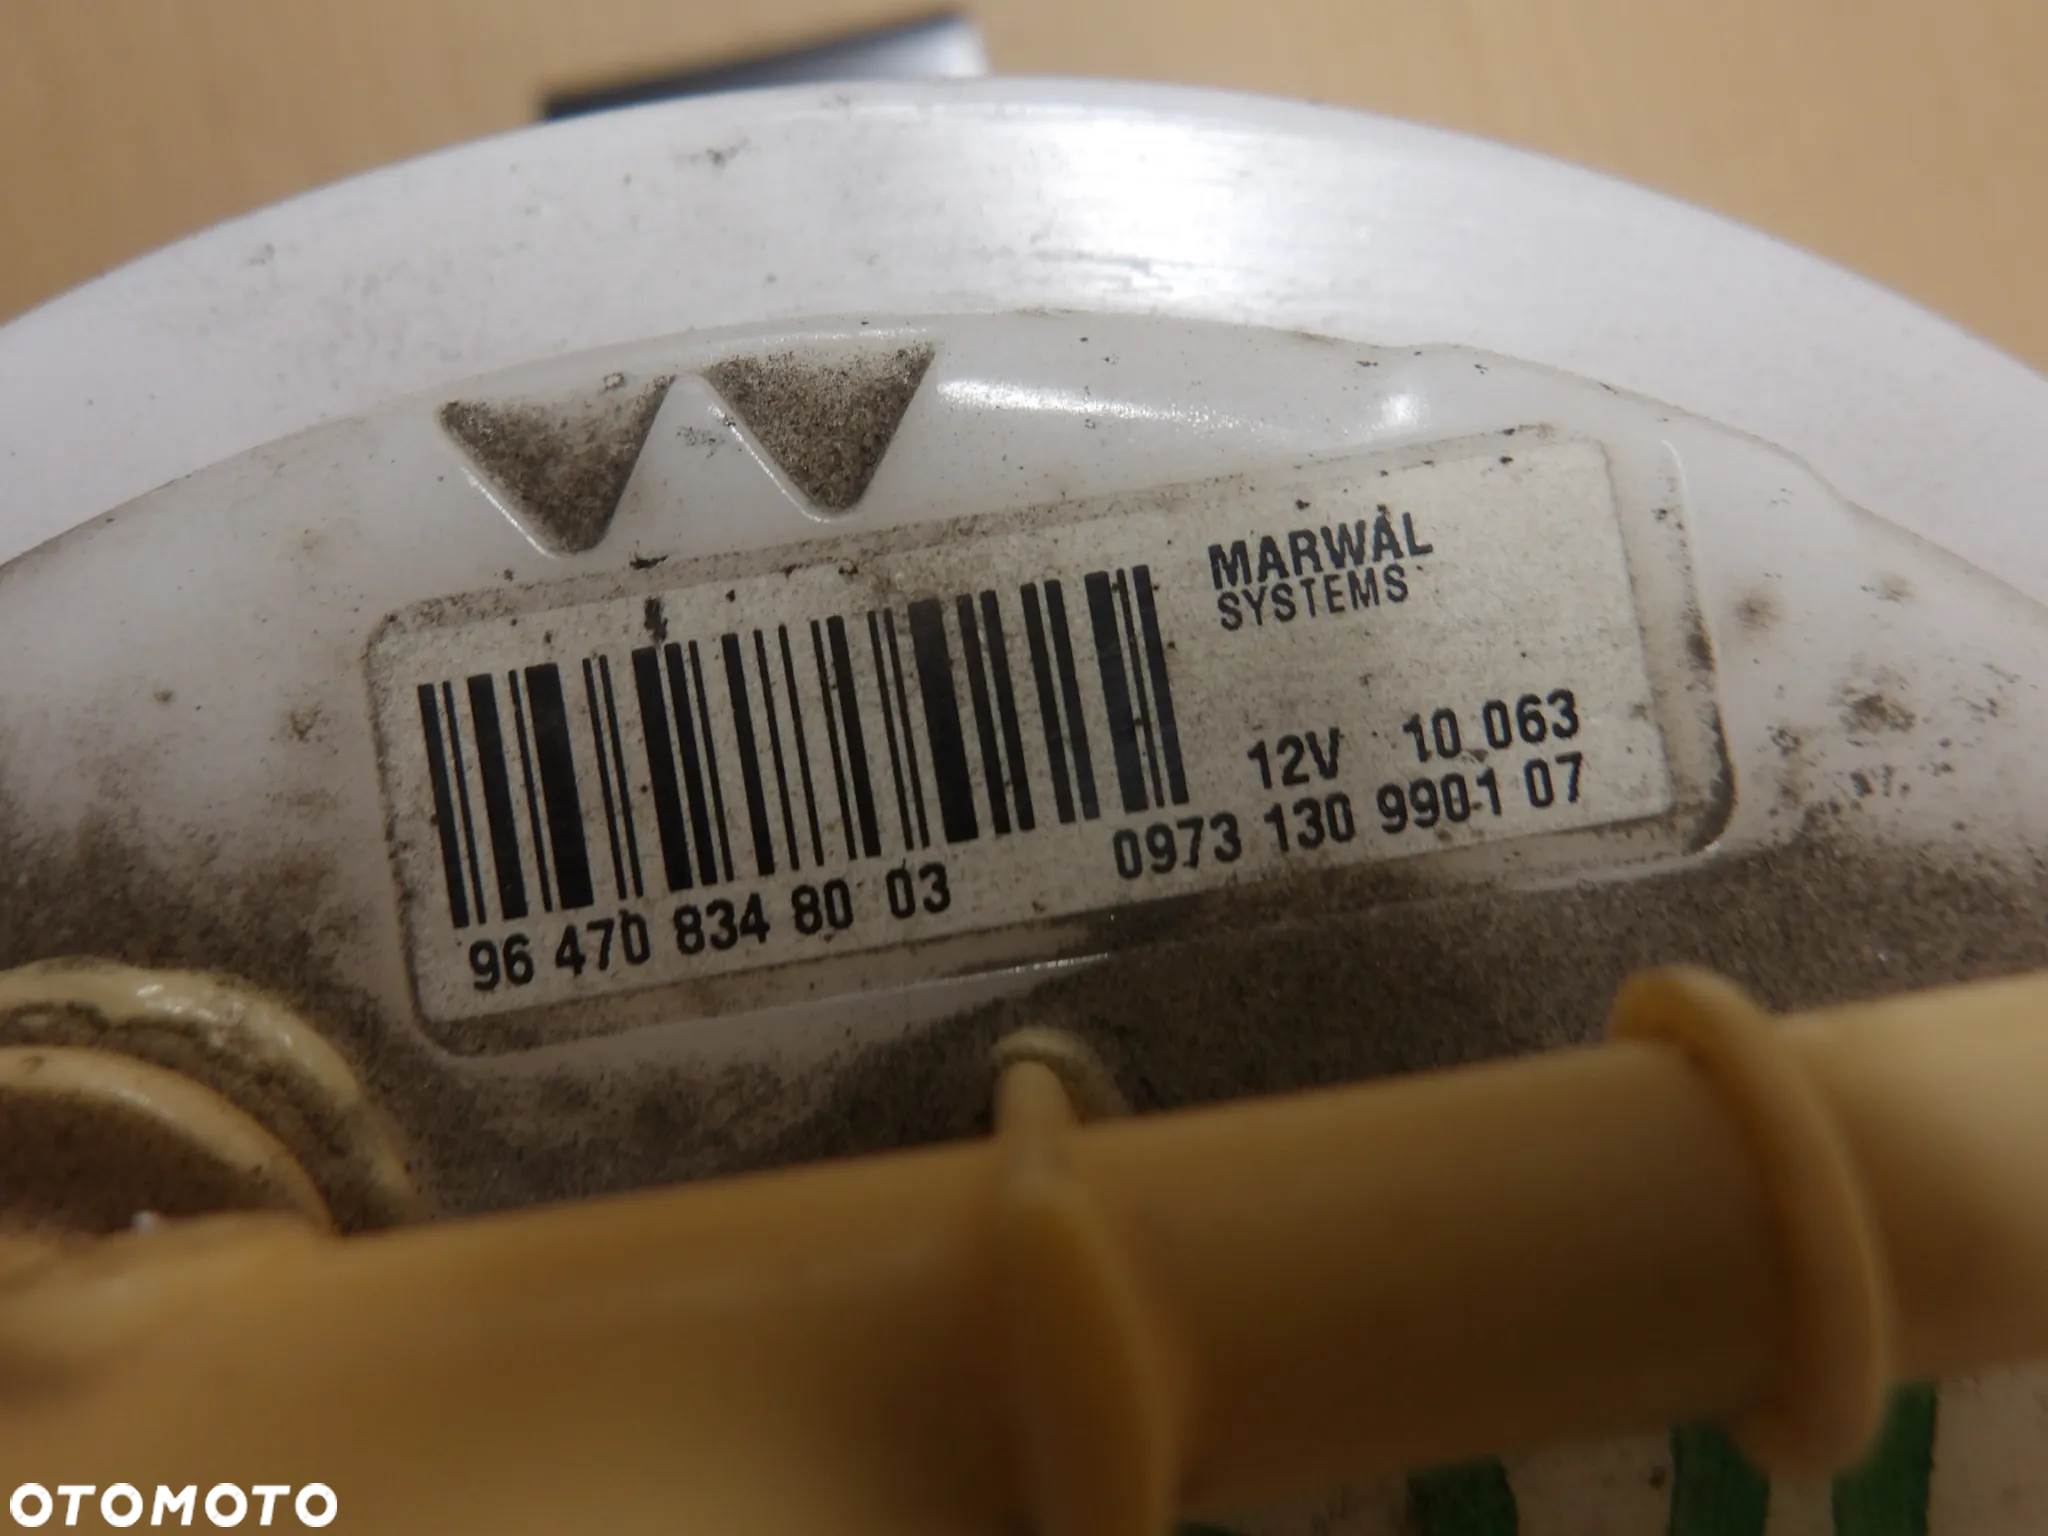 MARWAL
SYSTEMS
12V 10 063
96 470 834 80 03 0973 130 9901 07
OTOMOTO